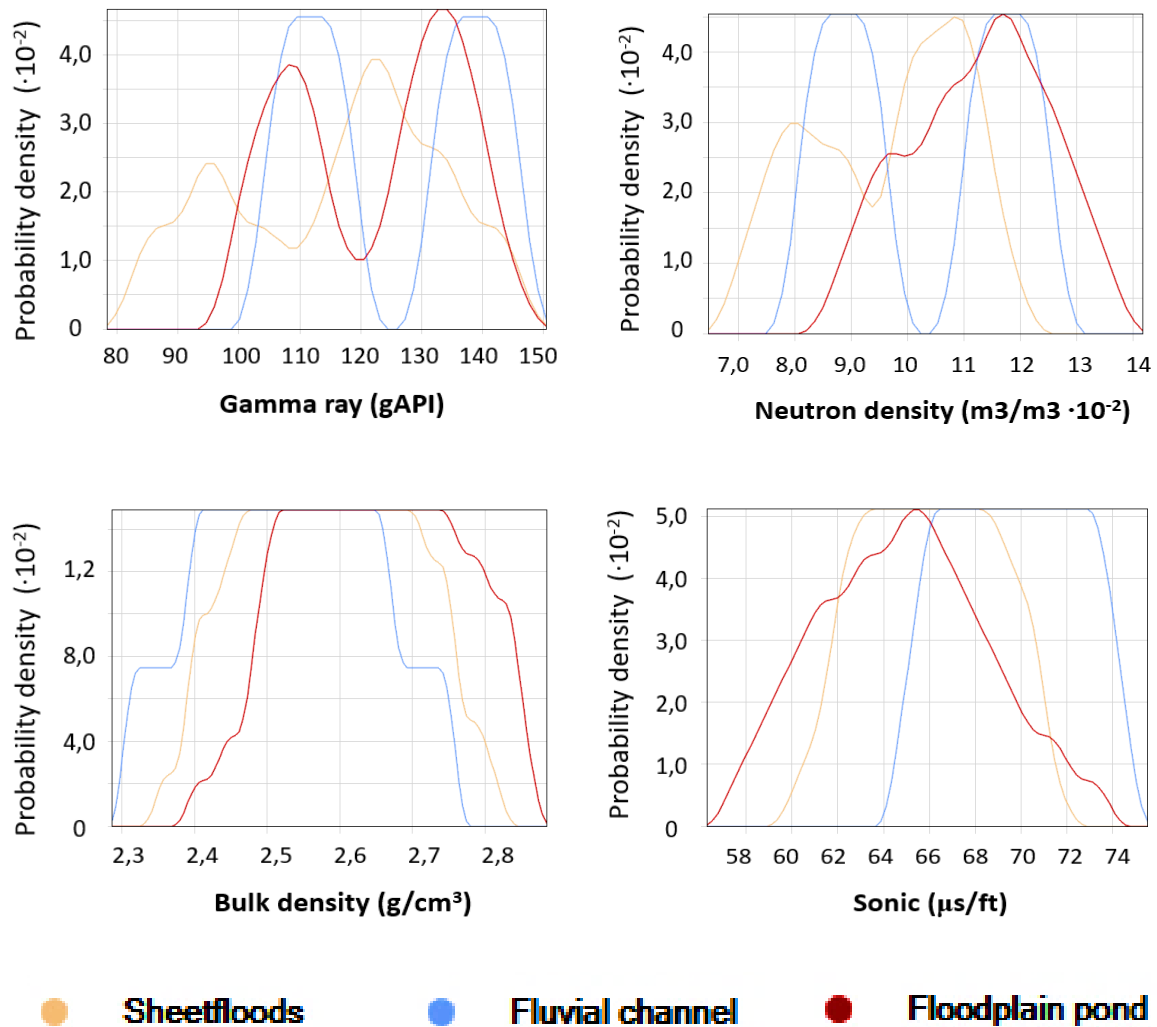 Probability density (·10-2)
4,0
3,0
2,0
1,0
0
80 90 100 110 120 130 140 150
Gamma ray (gAPI)
Probability density (·10-2)
4,0
3,0
2,0
1,0
0
7,0 8,0 9,0 10 11 12 13 14
Neutron density (m3/m3 ·10-2)
Probability density (·10-2)
1,2
8,0
4,0
0
2,3 2,4 2,5 2,6 2,7 2,8
Bulk density (g/cm³)
Probability density (·10-2)
5,0
4,0
3,0
2,0
1,0
0
58 60 62 64 66 68 70 72 74
Sonic (µs/ft)
Sheetfloods Fluvial channel Floodplain pond